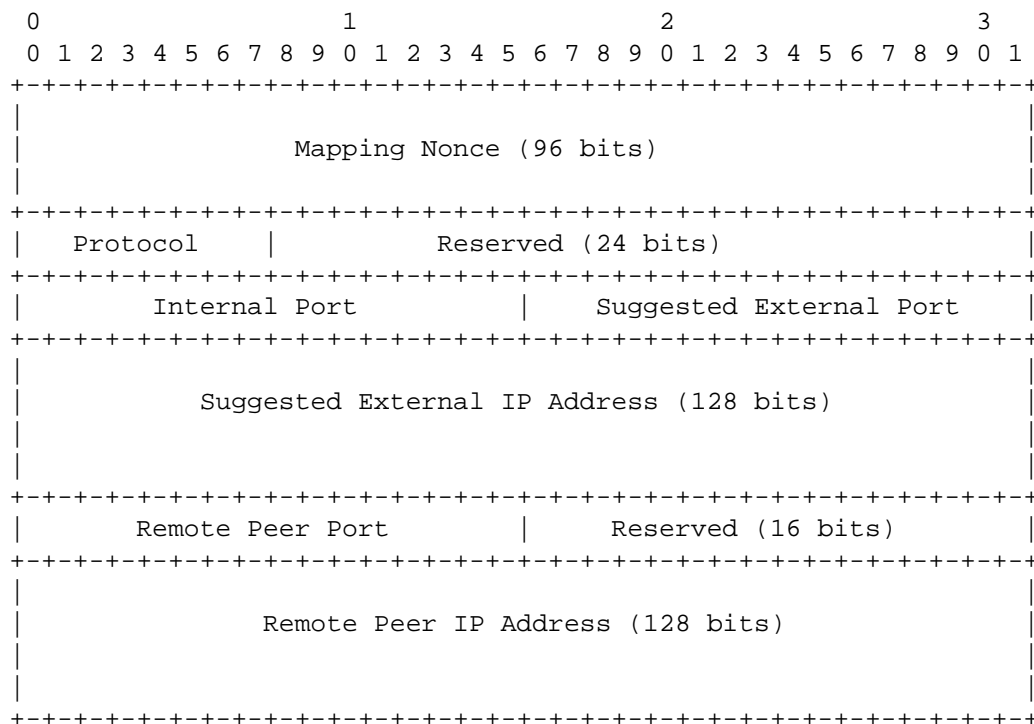 0                   1                   2                   3
 0 1 2 3 4 5 6 7 8 9 0 1 2 3 4 5 6 7 8 9 0 1 2 3 4 5 6 7 8 9 0 1
+-+-+-+-+-+-+-+-+-+-+-+-+-+-+-+-+-+-+-+-+-+-+-+-+-+-+-+-+-+-+-+-+
|                                                               |
|                 Mapping Nonce (96 bits)                       |
|                                                               |
+-+-+-+-+-+-+-+-+-+-+-+-+-+-+-+-+-+-+-+-+-+-+-+-+-+-+-+-+-+-+-+-+
|   Protocol    |          Reserved (24 bits)                   |
+-+-+-+-+-+-+-+-+-+-+-+-+-+-+-+-+-+-+-+-+-+-+-+-+-+-+-+-+-+-+-+-+
|        Internal Port          |    Suggested External Port    |
+-+-+-+-+-+-+-+-+-+-+-+-+-+-+-+-+-+-+-+-+-+-+-+-+-+-+-+-+-+-+-+-+
|                                                               |
|           Suggested External IP Address (128 bits)            |
|                                                               |
|                                                               |
+-+-+-+-+-+-+-+-+-+-+-+-+-+-+-+-+-+-+-+-+-+-+-+-+-+-+-+-+-+-+-+-+
|       Remote Peer Port        |     Reserved (16 bits)        |
+-+-+-+-+-+-+-+-+-+-+-+-+-+-+-+-+-+-+-+-+-+-+-+-+-+-+-+-+-+-+-+-+
|                                                               |
|               Remote Peer IP Address (128 bits)               |
|                                                               |
|                                                               |
+-+-+-+-+-+-+-+-+-+-+-+-+-+-+-+-+-+-+-+-+-+-+-+-+-+-+-+-+-+-+-+-+